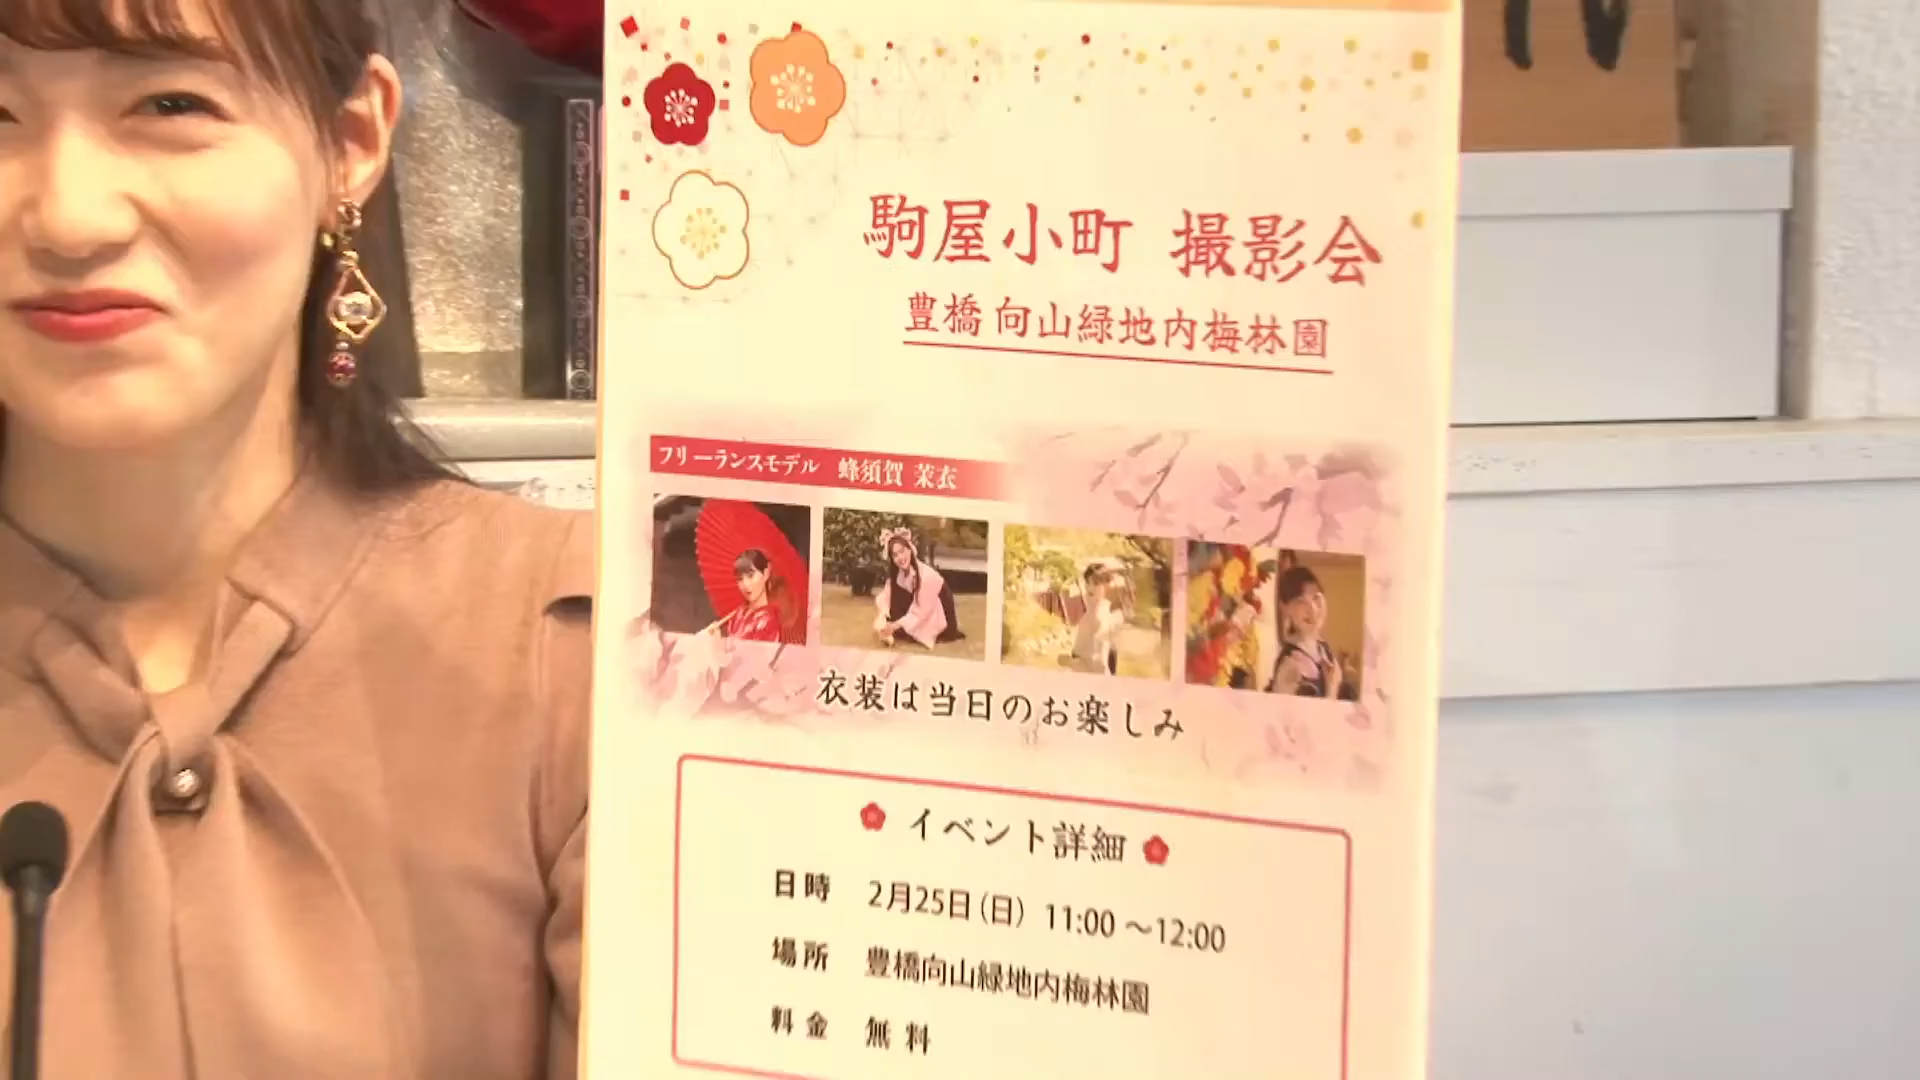 駒屋小町 撮影会
豊橋 向山緑地内梅林園
フリーランスモデル 蜂須賀 茉衣
衣装は当日のお楽しみ
イベント詳細
日時 2月25日(日) 11:00 ～12:00
場所 豊橋向山緑地内梅林園
料金 無料